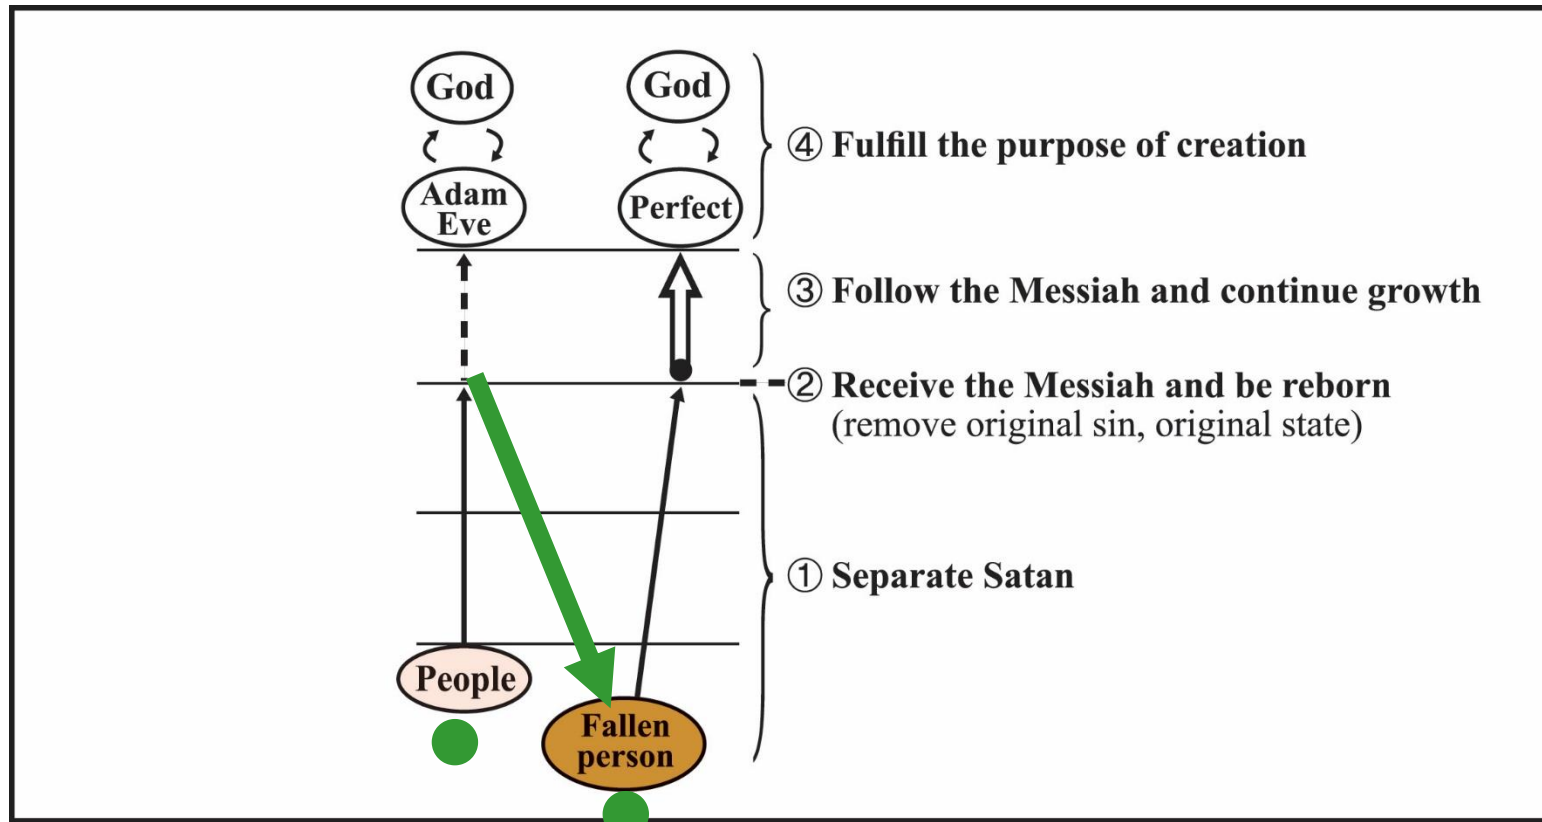 God
God
④ Fulfill the purpose of creation
Adam
Eve
Perfect
③ Follow the Messiah and continue growth
② Receive the Messiah and be reborn
(remove original sin, original state)
① Separate Satan
People
Fallen
person